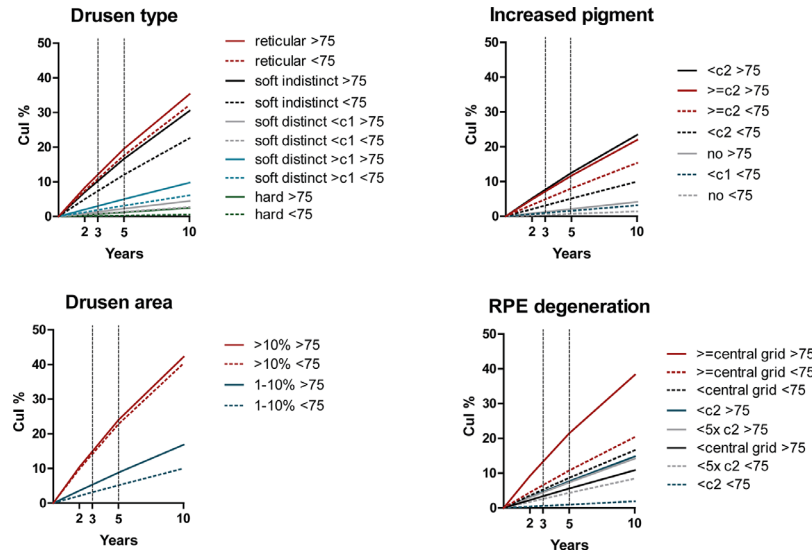 Drusen type
50
40
30
20
10
0
Cul %
2 3 5 10
Years
reticular >75
reticular <75
soft indistinct >75
soft indistinct <75
soft distinct <c1 >75
soft distinct <c1 <75
soft distinct >c1 >75
soft distinct >c1 <75
hard >75
hard <75
Increased pigment
50
40
30
20
10
0
Cul %
2 3 5 10
Years
<c2 >75
>=c2 >75
>=c2 <75
<c2 <75
no >75
<c1 <75
no <75
Drusen area
50
40
30
20
10
0
Cul %
2 3 5 10
Years
>10% >75
>10% <75
1-10% >75
1-10% <75
RPE degeneration
50
40
30
20
10
0
Cul %
2 3 5 10
Years
>=central grid >75
>=central grid <75
<central grid <75
<c2 >75
<5x c2 >75
<central grid >75
<5x c2 <75
<c2 <75